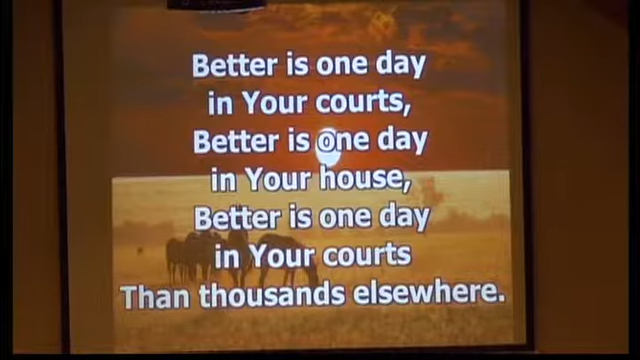 Better is one day
in Your courts,
Better is one day
in Your house,
Better is one day
in Your courts
Than thousands elsewhere.